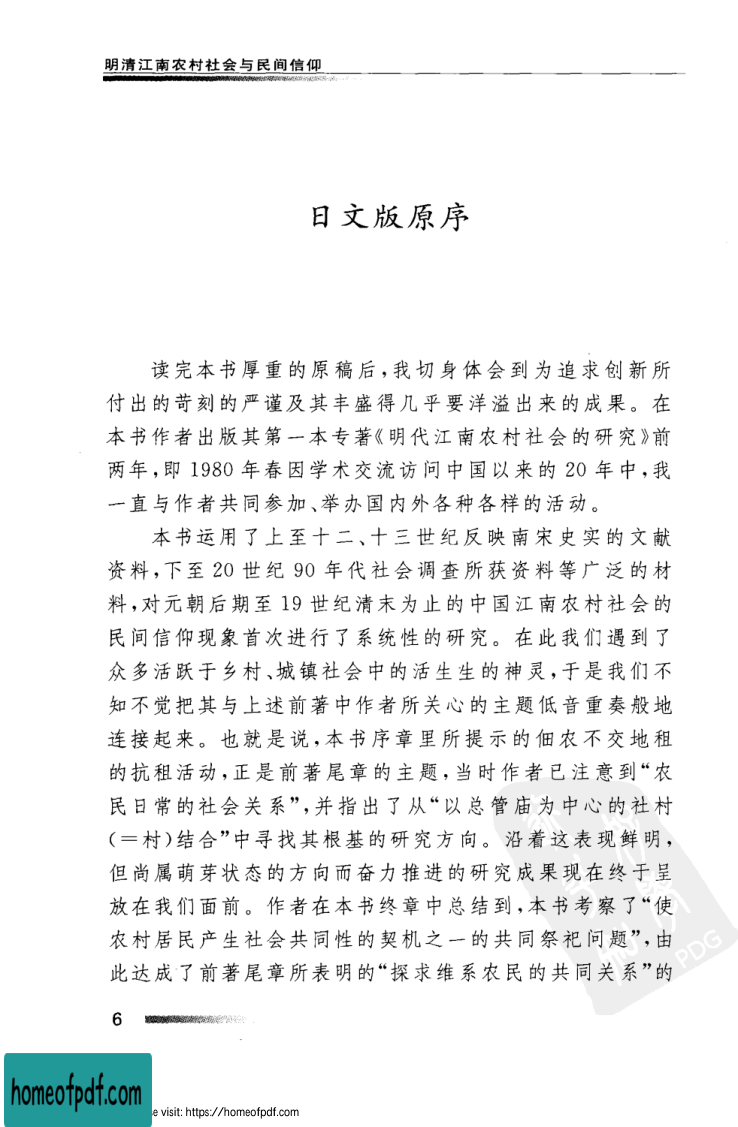 明清江南农村社会与民间信仰
日文版原序
读完本书厚重的原稿后,我切身体会到为追求创新所
付出的苛刻的严谨及其丰盛得几乎要洋溢出来的成果。在
本书作者出版其第一本专著《明代江南农村社会的研究》前
两年,即 1980 年春因学术交流访问中国以来的 20 年中,我
一直与作者共同参加、举办国内外各种各样的活动。
本书运用了上至十二、十三世纪反映南宋史实的文献
资料,下至 20 世纪 90 年代社会调查所获资料等广泛的材
料,对元朝后期至 19 世纪清末为止的中国江南农村社会的
民间信仰现象首次进行了系统性的研究。在此我们遇到了
众多活跃于乡村、城镇社会中的活生生的神灵,于是我们不
知不觉把其与上述前著中作者所关心的主题低音重奏般地
连接起来。也就是说,本书序章里所提示的佃农不交地租
的抗租活动,正是前著尾章的主题,当时作者已注意到“农
民日常的社会关系”,并指出了从“以总管庙为中心的社村
(=村)结合”中寻找其根基的研究方向。沿着这表现鲜明,
但尚属萌芽状态的方向而奋力推进的研究成果现在终于呈
放在我们面前。作者在本书终章中总结到,本书考察了“使
农村居民产生社会共同性的契机之一的共同祭祀问题”,由
此达成了前著尾章所表明的“探求维系农民的共同关系”的
PDG
6
homeofpdf.com
e visit: https://homeofpdf.com